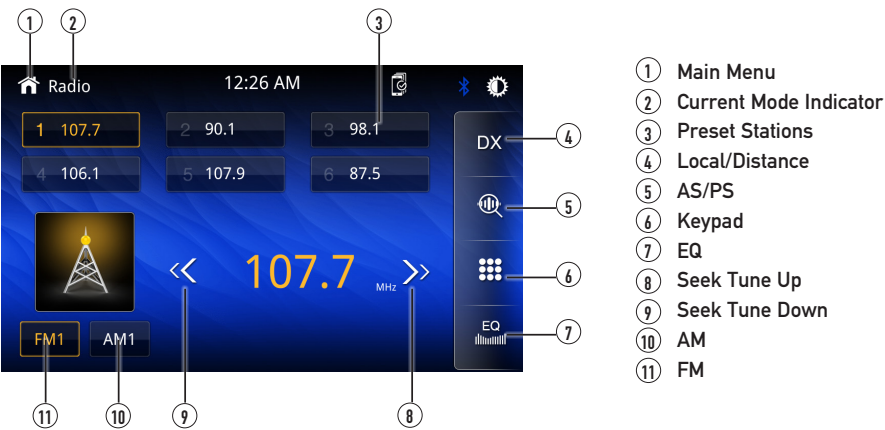 1 2 3
Radio 12:26 AM
1 107.7 2 90.1 3 98.1
4 106.1 5 107.9 6 87.5
DX 4
5
107.7 MHz
6
EQ 7
FM1 AM1
11 10 9 8
1 Main Menu
2 Current Mode Indicator
3 Preset Stations
4 Local/Distance
5 AS/PS
6 Keypad
7 EQ
8 Seek Tune Up
9 Seek Tune Down
10 AM
11 FM